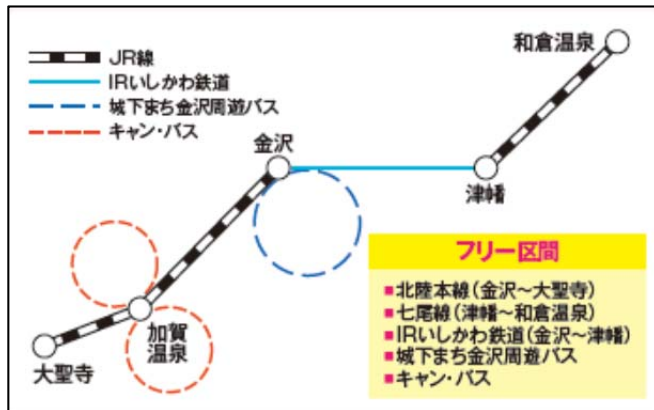 JR線
IRいしかわ鉄道
城下まち金沢周遊バス
キャン・バス
和倉温泉
金沢
津幡
加賀
温泉
大聖寺
フリー区間
■北陸本線(金沢～大聖寺)
■七尾線(津幡～和倉温泉)
■IRいしかわ鉄道(金沢～津幡)
■城下まち金沢周遊バス
■キャン・バス